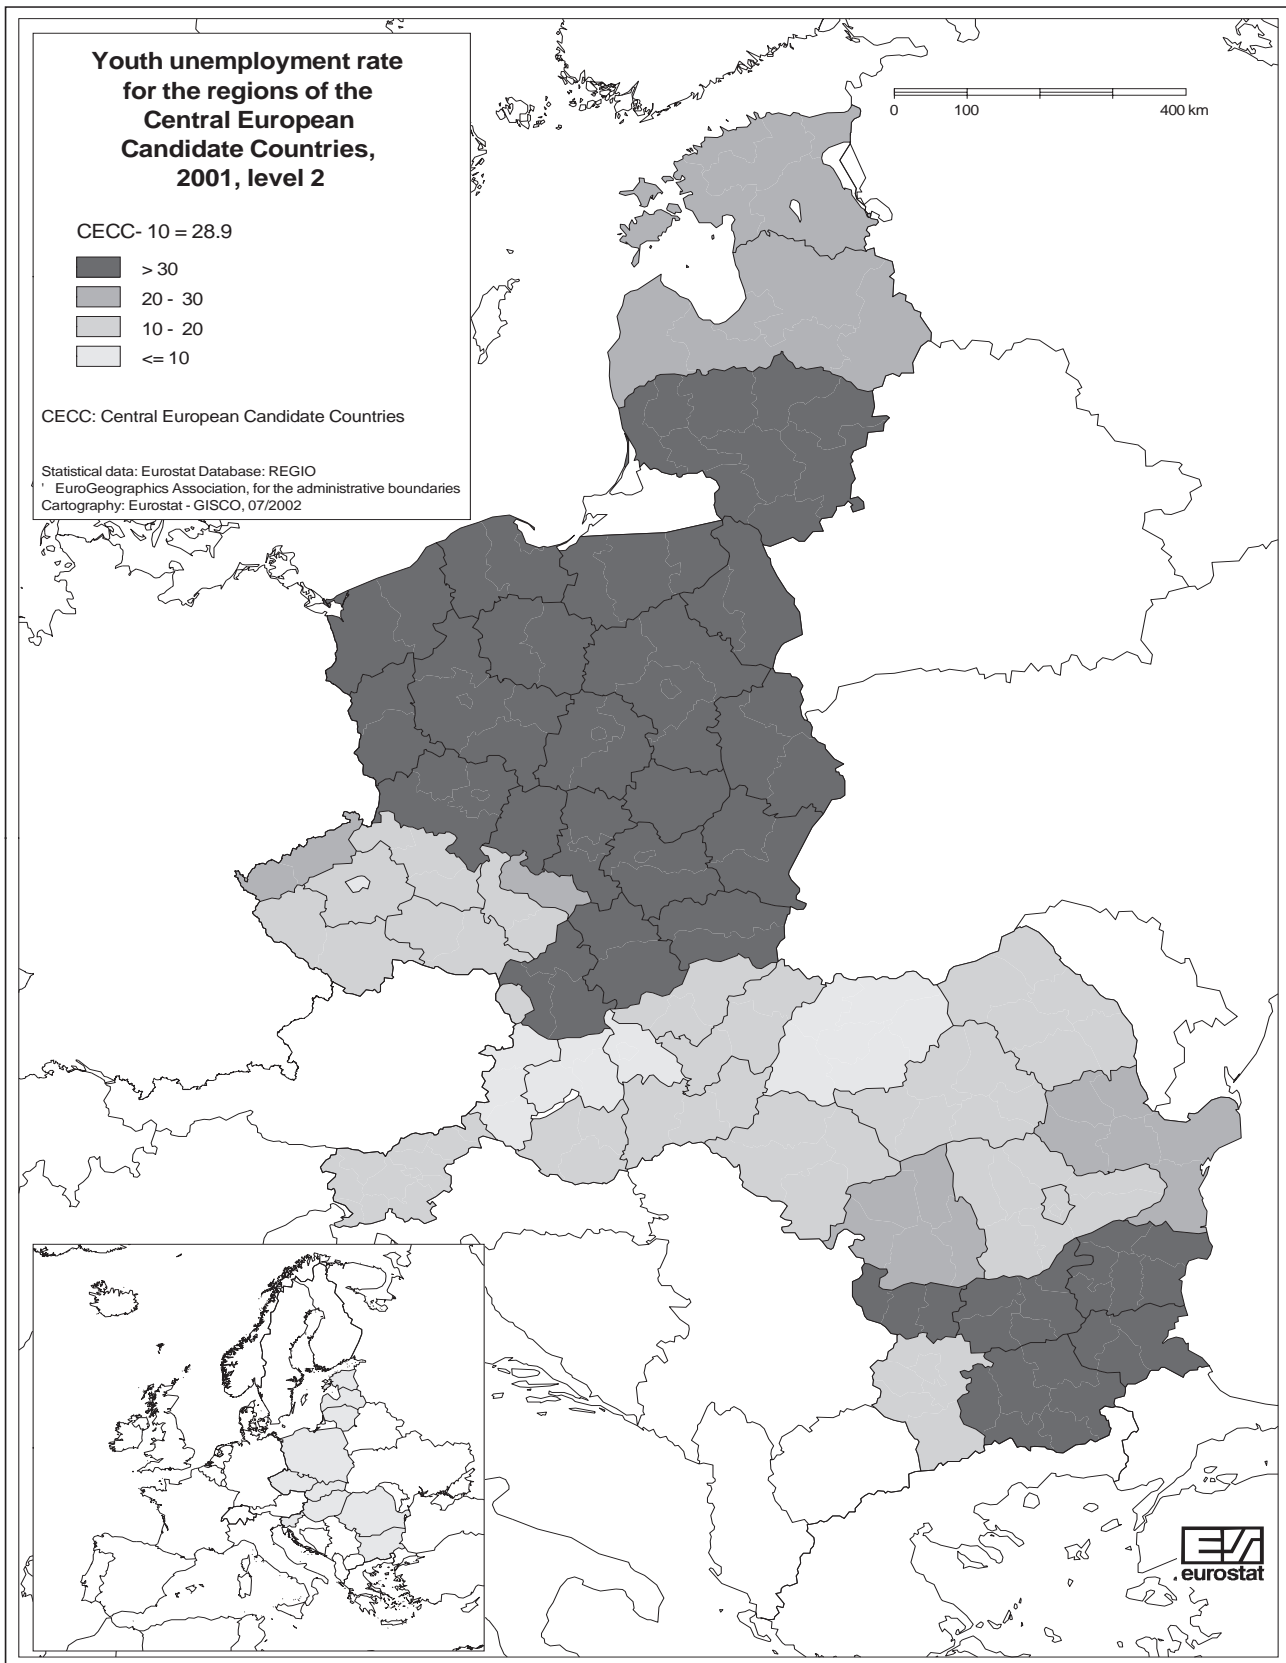 Youth unemployment rate
for the regions of the
Central European
Candidate Countries,
2001, level 2
CECC- 10 = 28.9
> 30
20 - 30
10 - 20
<= 10
CECC: Central European Candidate Countries
Statistical data: Eurostat Database: REGIO
' EuroGeographics Association, for the administrative boundaries
Cartography: Eurostat - GISCO, 07/2002
0 100 400 km
eurostat